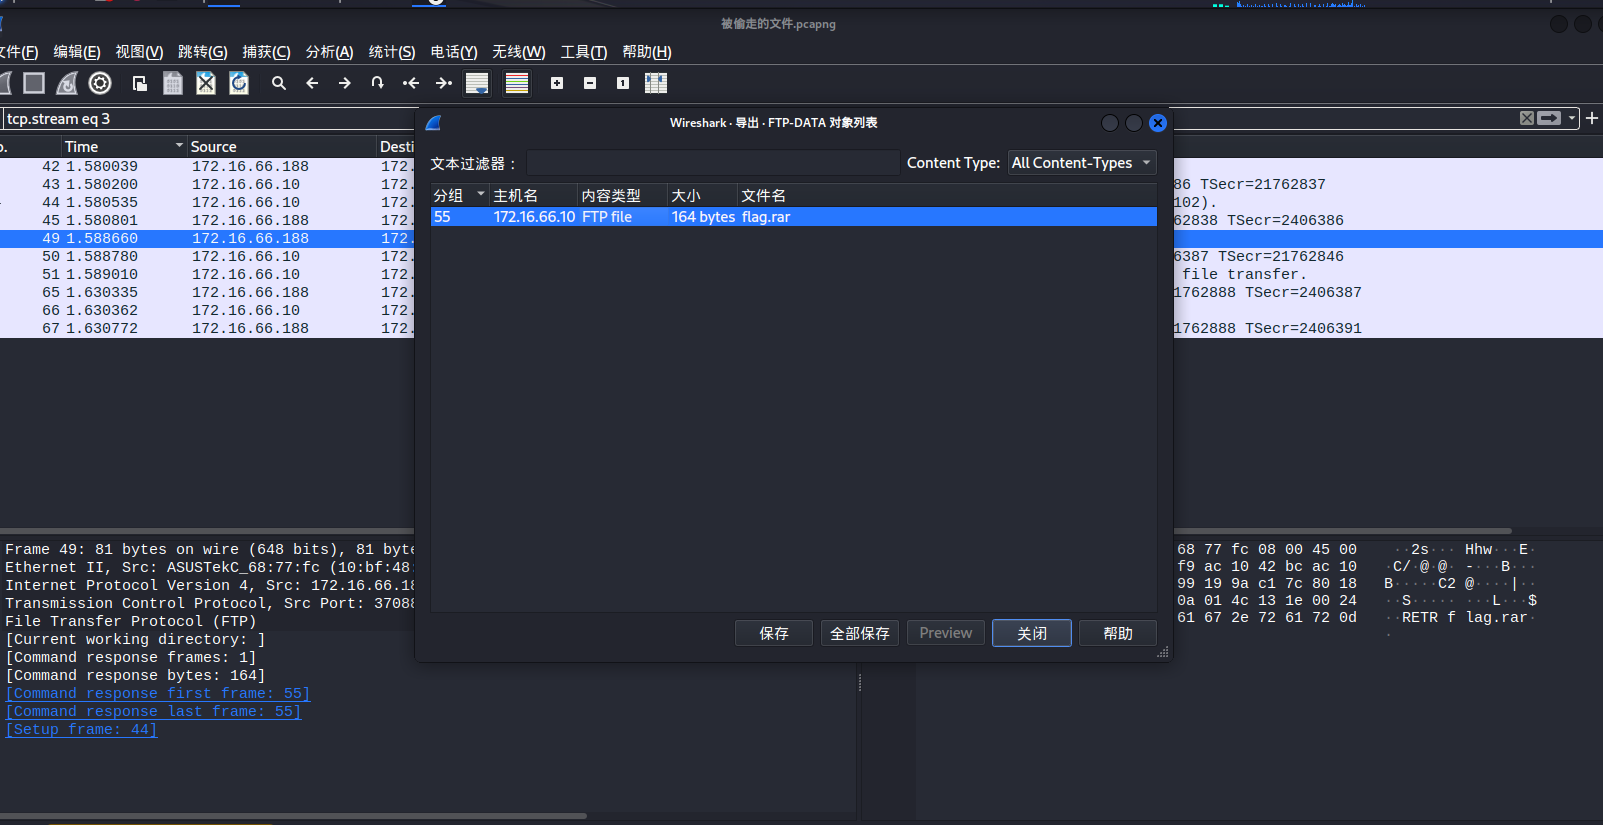 被偷走的文件.pcapng
文件(F) 编辑(E) 视图(V) 跳转(G) 捕获(C) 分析(A) 统计(S) 电话(Y) 无线(W) 工具(T) 帮助(H)
tcp.stream eq 3
Wireshark · 导出 · FTP-DATA 对象列表
文本过滤器： Content Type: All Content-Types
分组 主机名 内容类型 大小 文件名
55 172.16.66.10 FTP file 164 bytes flag.rar
Time Source Desti
42 1.580039 172.16.66.188 172.
43 1.580200 172.16.66.10 172. 86 TSecr=21762837
44 1.580535 172.16.66.10 172. 102).
45 1.580801 172.16.66.188 172. 62838 TSecr=2406386
49 1.588660 172.16.66.188 172.
50 1.588780 172.16.66.10 172. 6387 TSecr=21762846
51 1.589010 172.16.66.10 172. file transfer.
65 1.630335 172.16.66.188 172. 1762888 TSecr=2406387
66 1.630362 172.16.66.10 172.
67 1.630772 172.16.66.188 172. 1762888 TSecr=2406391
保存 全部保存 Preview 关闭 帮助
Frame 49: 81 bytes on wire (648 bits), 81 byte
Ethernet II, Src: ASUSTekC_68:77:fc (10:bf:48:
Internet Protocol Version 4, Src: 172.16.66.18
Transmission Control Protocol, Src Port: 37088
File Transfer Protocol (FTP)
[Current working directory: ]
[Command response frames: 1]
[Command response bytes: 164]
[Command response first frame: 55]
[Command response last frame: 55]
[Setup frame: 44]
68 77 fc 08 00 45 00 ··2s··· Hhw···E·
f9 ac 10 42 bc ac 10 ·C/·@·@· ·-···B···
99 19 9a c1 7c 80 18 B·····C2 @····|··
0a 01 4c 13 1e 00 24 ··S····· ···L···$
61 67 2e 72 61 72 0d ··RETR f lag.rar·
·